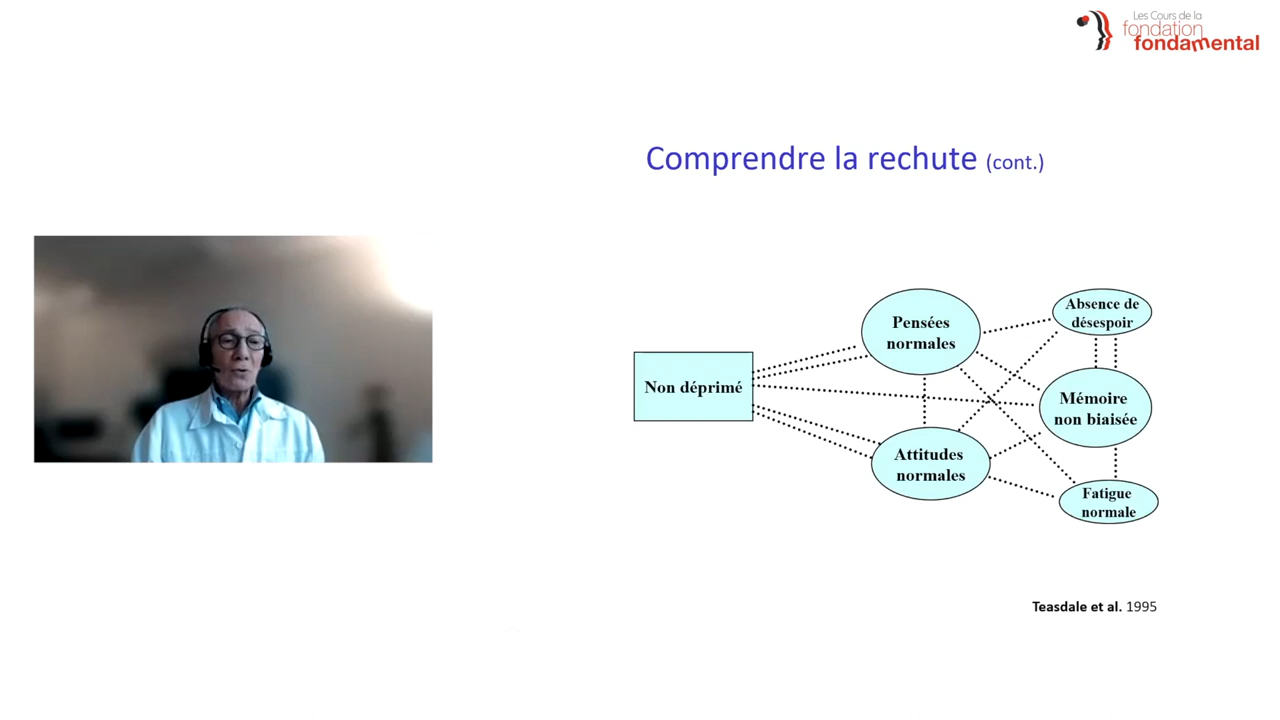 Les Cours de la
fondation
fondamental
Comprendre la rechute (cont.)
Non déprimé
Pensées
normales
Attitudes
normales
Absence de
désespoir
Mémoire
non biaisée
Fatigue
normale
Teasdale et al. 1995